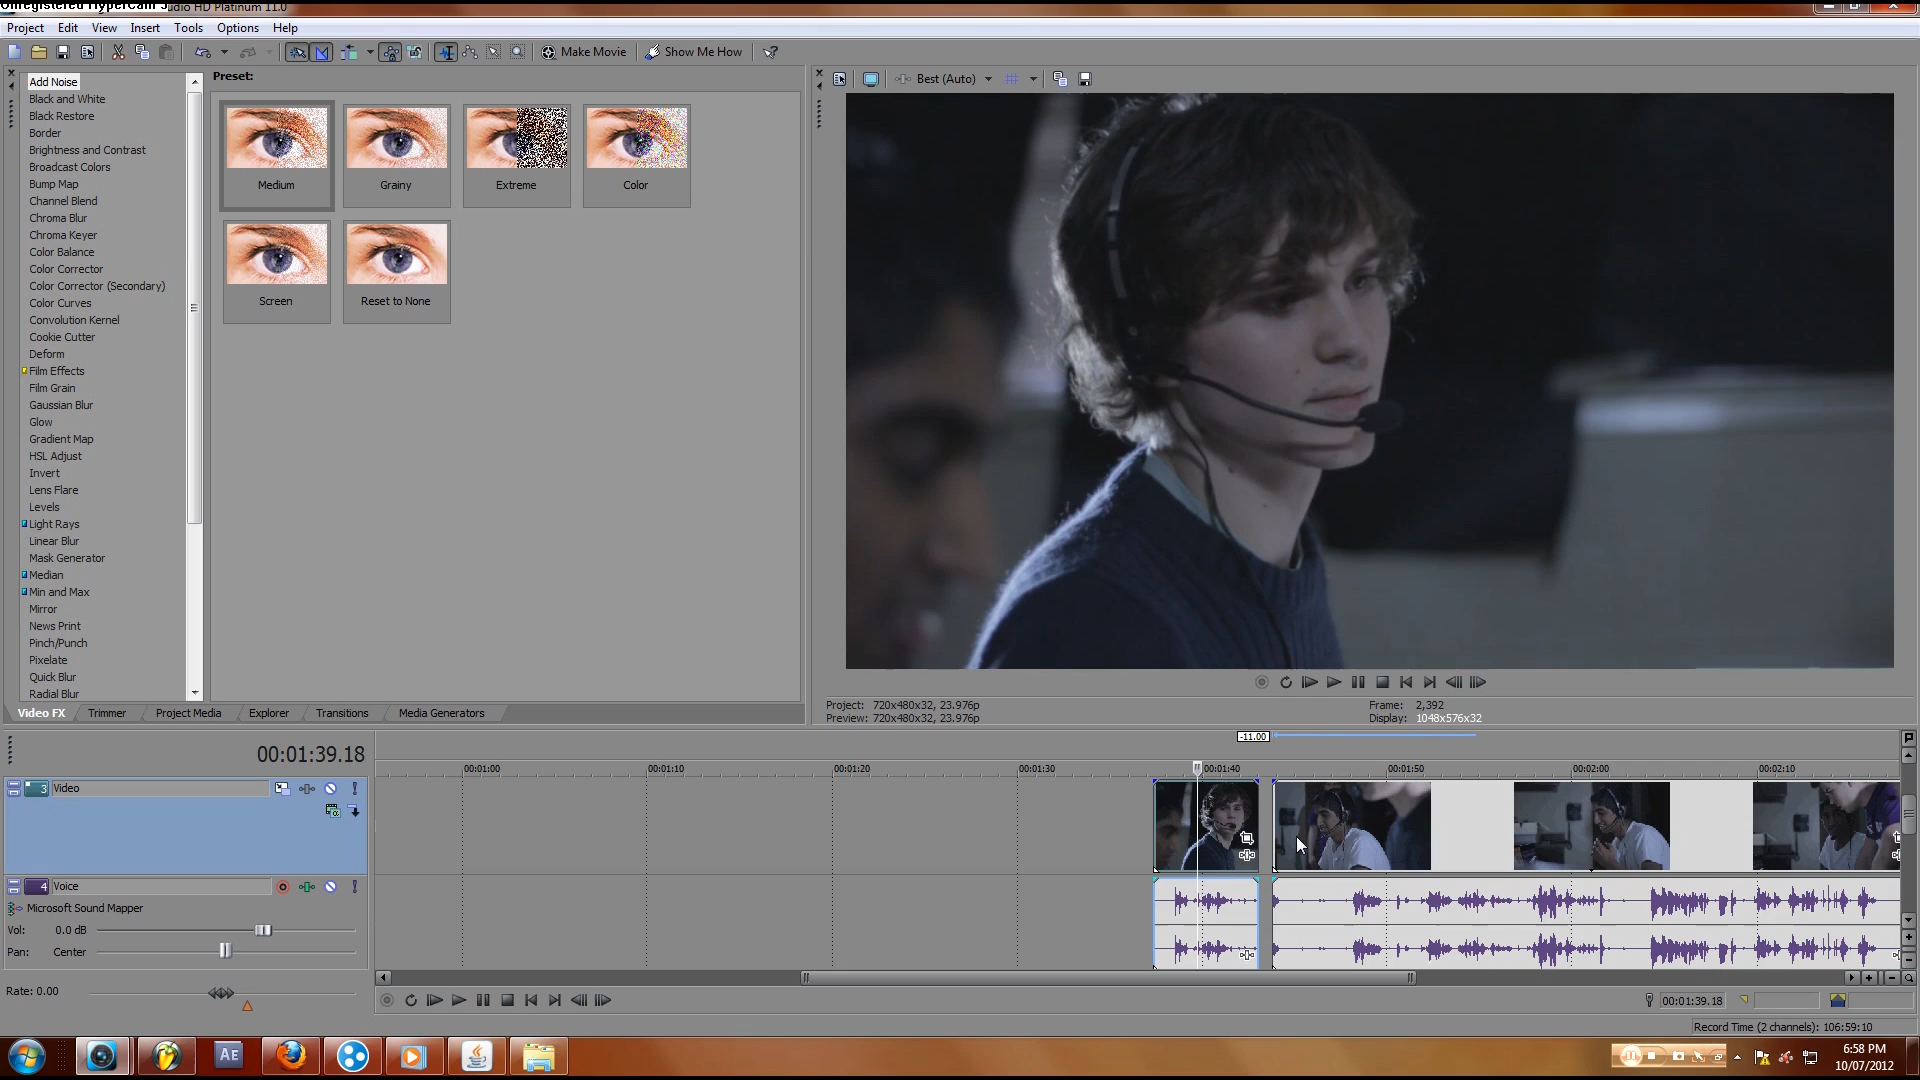 Unregistered HyperCam 3
udio HD Platinum 11.0
Project Edit View Insert Tools Options Help
Make Movie Show Me How
Add Noise
Black and White
Black Restore
Border
Brightness and Contrast
Broadcast Colors
Bump Map
Channel Blend
Chroma Blur
Chroma Keyer
Color Balance
Color Corrector
Color Corrector (Secondary)
Color Curves
Convolution Kernel
Cookie Cutter
Deform
Film Effects
Film Grain
Gaussian Blur
Glow
Gradient Map
HSL Adjust
Invert
Lens Flare
Levels
Light Rays
Linear Blur
Mask Generator
Median
Min and Max
Mirror
News Print
Pinch/Punch
Pixelate
Quick Blur
Radial Blur
Preset:
Medium Grainy Extreme Color
Screen Reset to None
Video FX Trimmer Project Media Explorer Transitions Media Generators
Best (Auto)
Project: 720x480x32, 23.976p Frame: 2,392
Preview: 720x480x32, 23.976p Display: 1048x576x32
00:01:39.18
-11.00
00:01:00 00:01:10 00:01:20 00:01:30 00:01:40 00:01:50 00:02:00 00:02:10
3 Video
4 Voice
Microsoft Sound Mapper
Vol: 0.0 dB
Pan: Center
Rate: 0.00
00:01:39.18
Record Time (2 channels): 106:59:10
AE
6:58 PM
10/07/2012